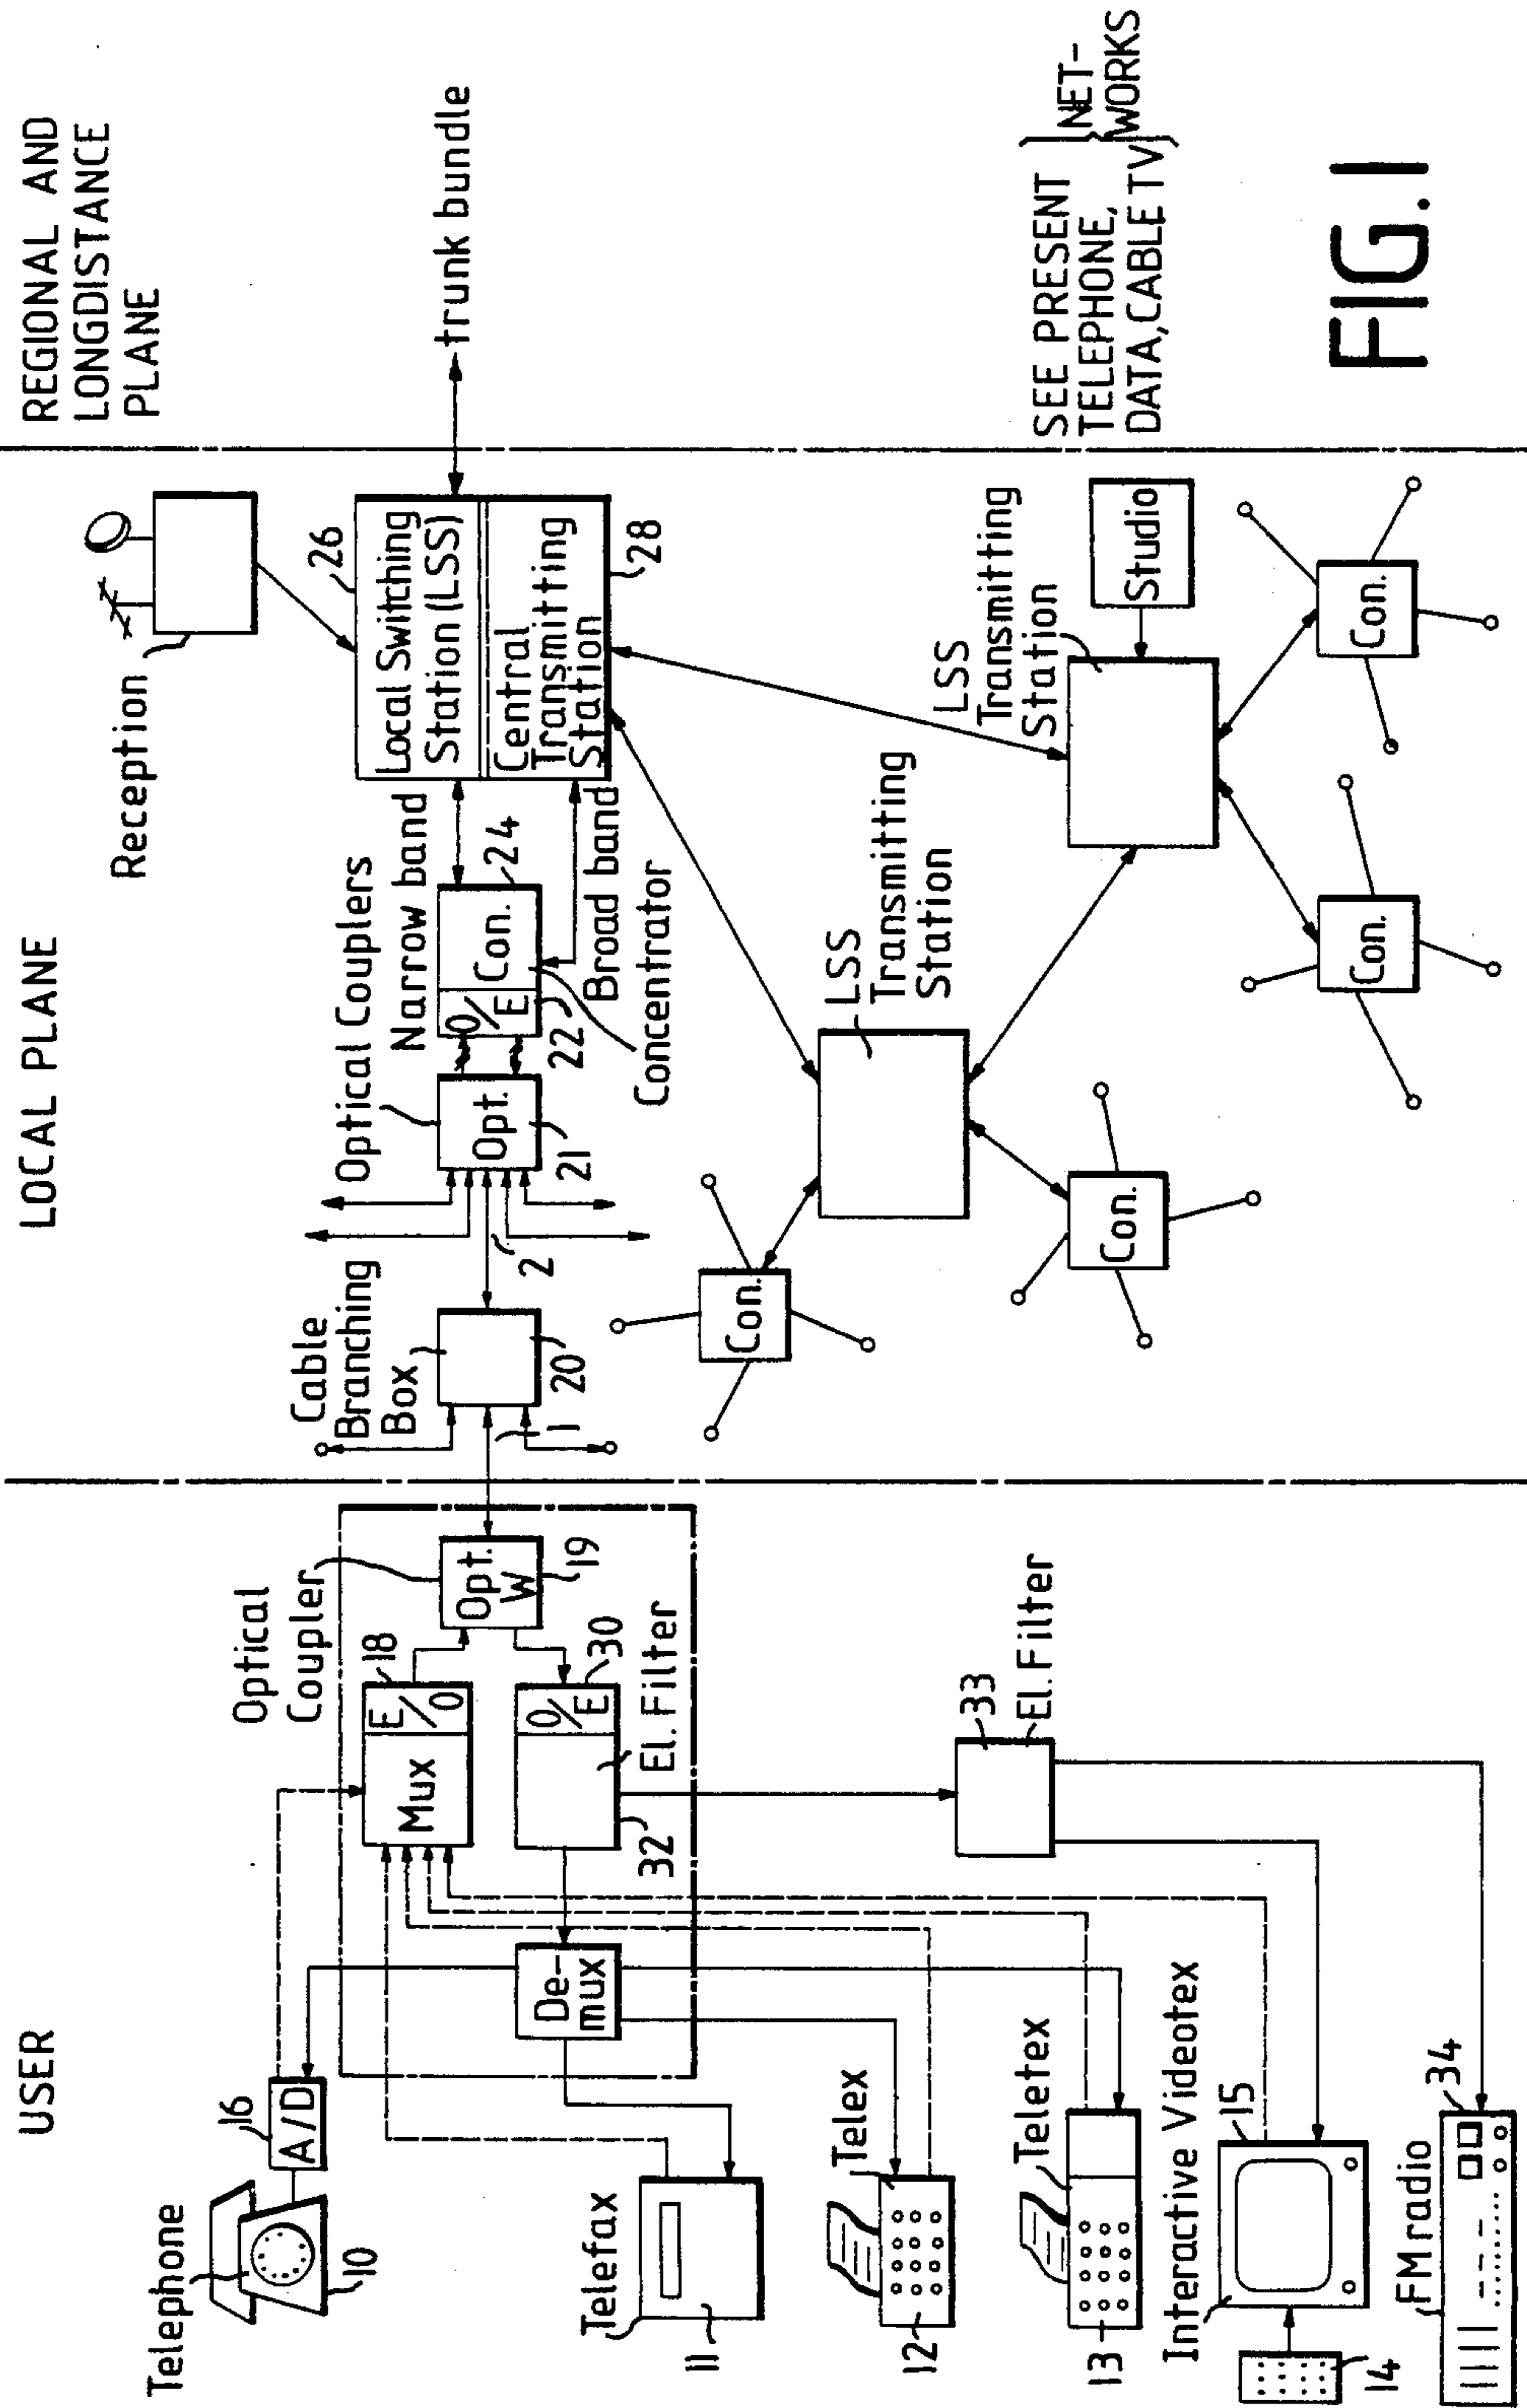 USER
LOCAL PLANE
REGIONAL AND
LONGDISTANCE
PLANE
Telephone
10
16
A/D
Telefax
11
Telex
12
Teletex
13
Interactive Videotex
14
15
FM radio
34
De-
mux
Mux
E/O
18
Optical
Coupler
Opt.
W
19
O/E
30
El. Filter
32
33
El. Filter
Cable
Branching
Box
1
20
2
Optical Couplers
Opt.
21
O/E
22
Con.
24
Concentrator
Narrow band
Broad band
Reception
26
Local Switching
Station (LSS)
Central
Transmitting
Station
28
trunk bundle
LSS
Transmitting
Station
Con.
Con.
LSS
Transmitting
Station
Studio
Con.
Con.
SEE PRESENT
TELEPHONE,
DATA, CABLE TV
NET-
WORKS
FIG. 1